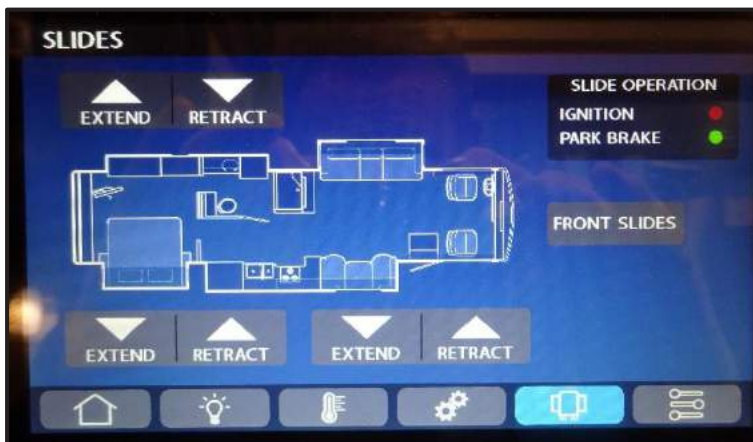 SLIDES
EXTEND RETRACT
SLIDE OPERATION
IGNITION
PARK BRAKE
FRONT SLIDES
EXTEND RETRACT
EXTEND RETRACT